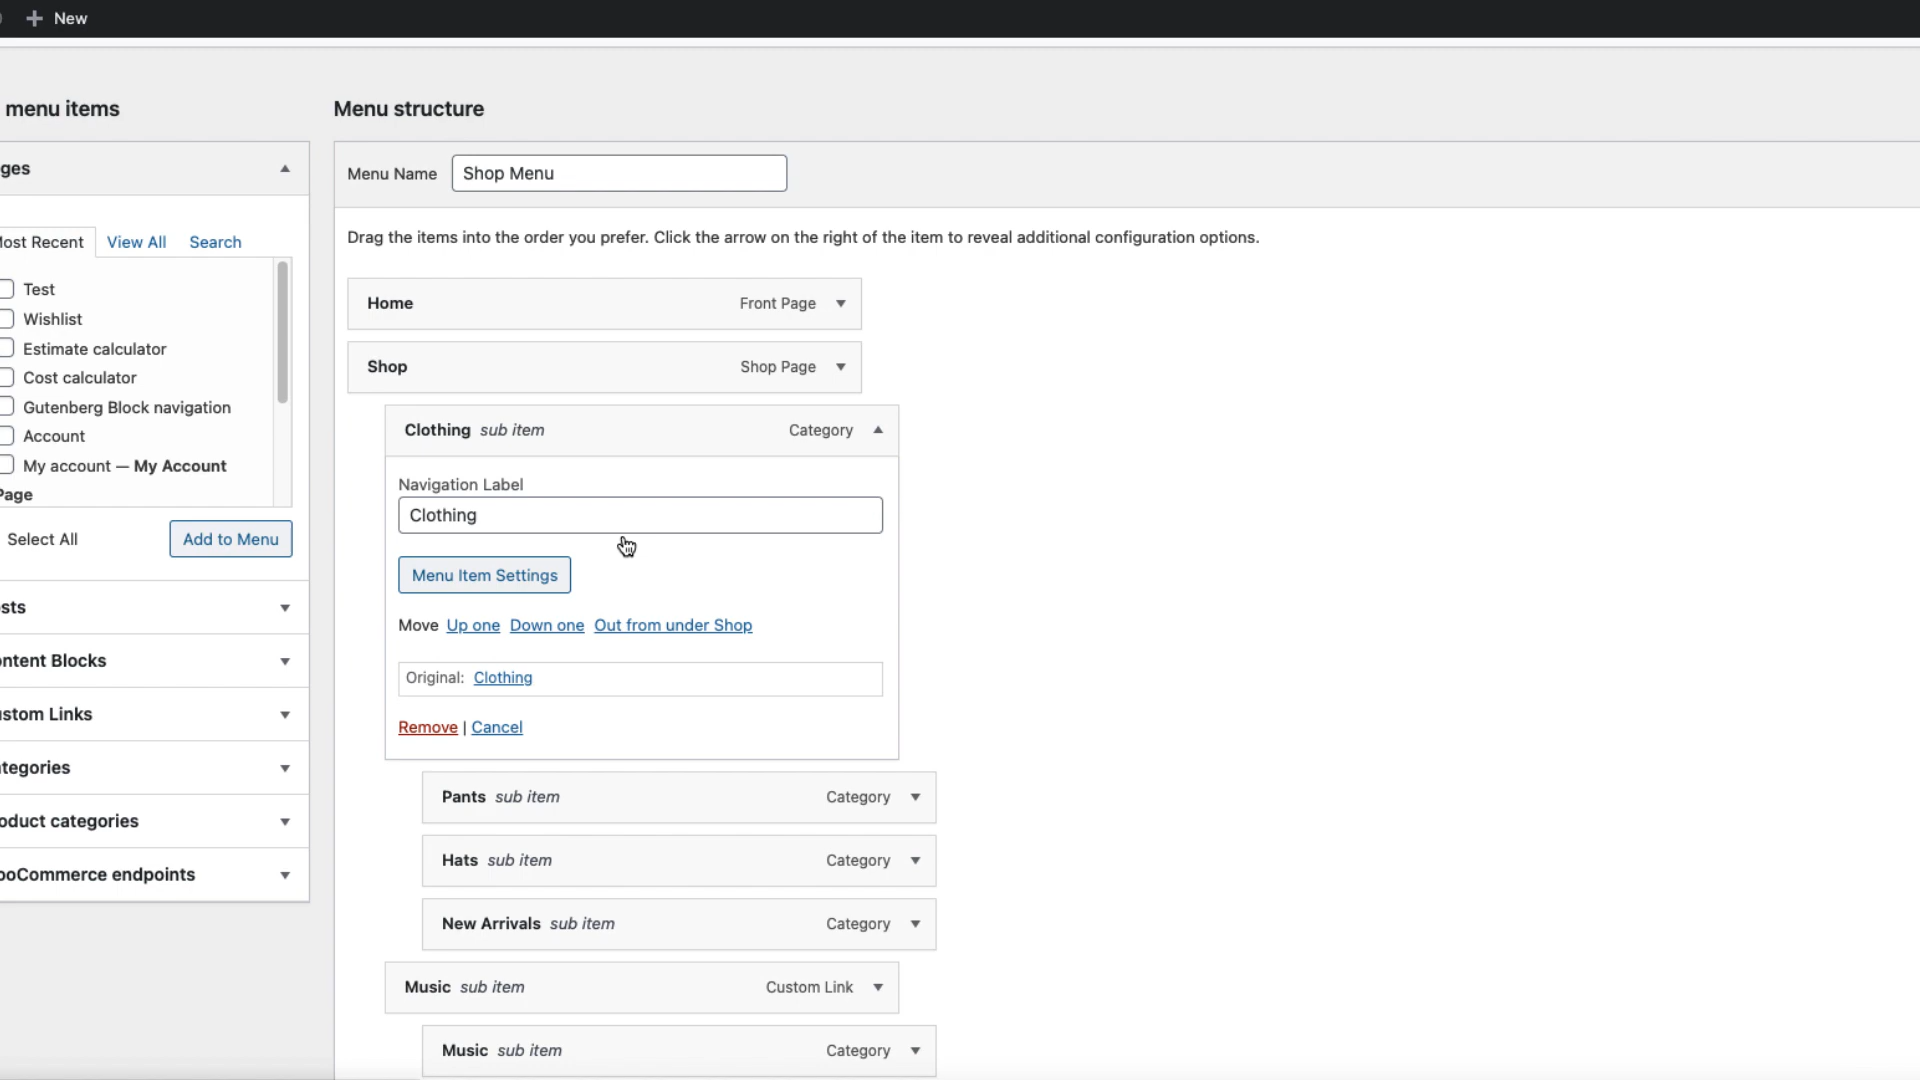 New
menu items
Menu structure
ges
Menu Name Shop Menu
Most Recent View All Search
Drag the items into the order you prefer. Click the arrow on the right of the item to reveal additional configuration options.
Test
Wishlist
Estimate calculator
Cost calculator
Gutenberg Block navigation
Account
My account — My Account
Page
Select All Add to Menu
sts
ntent Blocks
stom Links
tegories
oduct categories
ooCommerce endpoints
Home Front Page
Shop Shop Page
Clothing sub item Category
Navigation Label
Clothing
Menu Item Settings
Move Up one Down one Out from under Shop
Original: Clothing
Remove | Cancel
Pants sub item Category
Hats sub item Category
New Arrivals sub item Category
Music sub item Custom Link
Music sub item Category